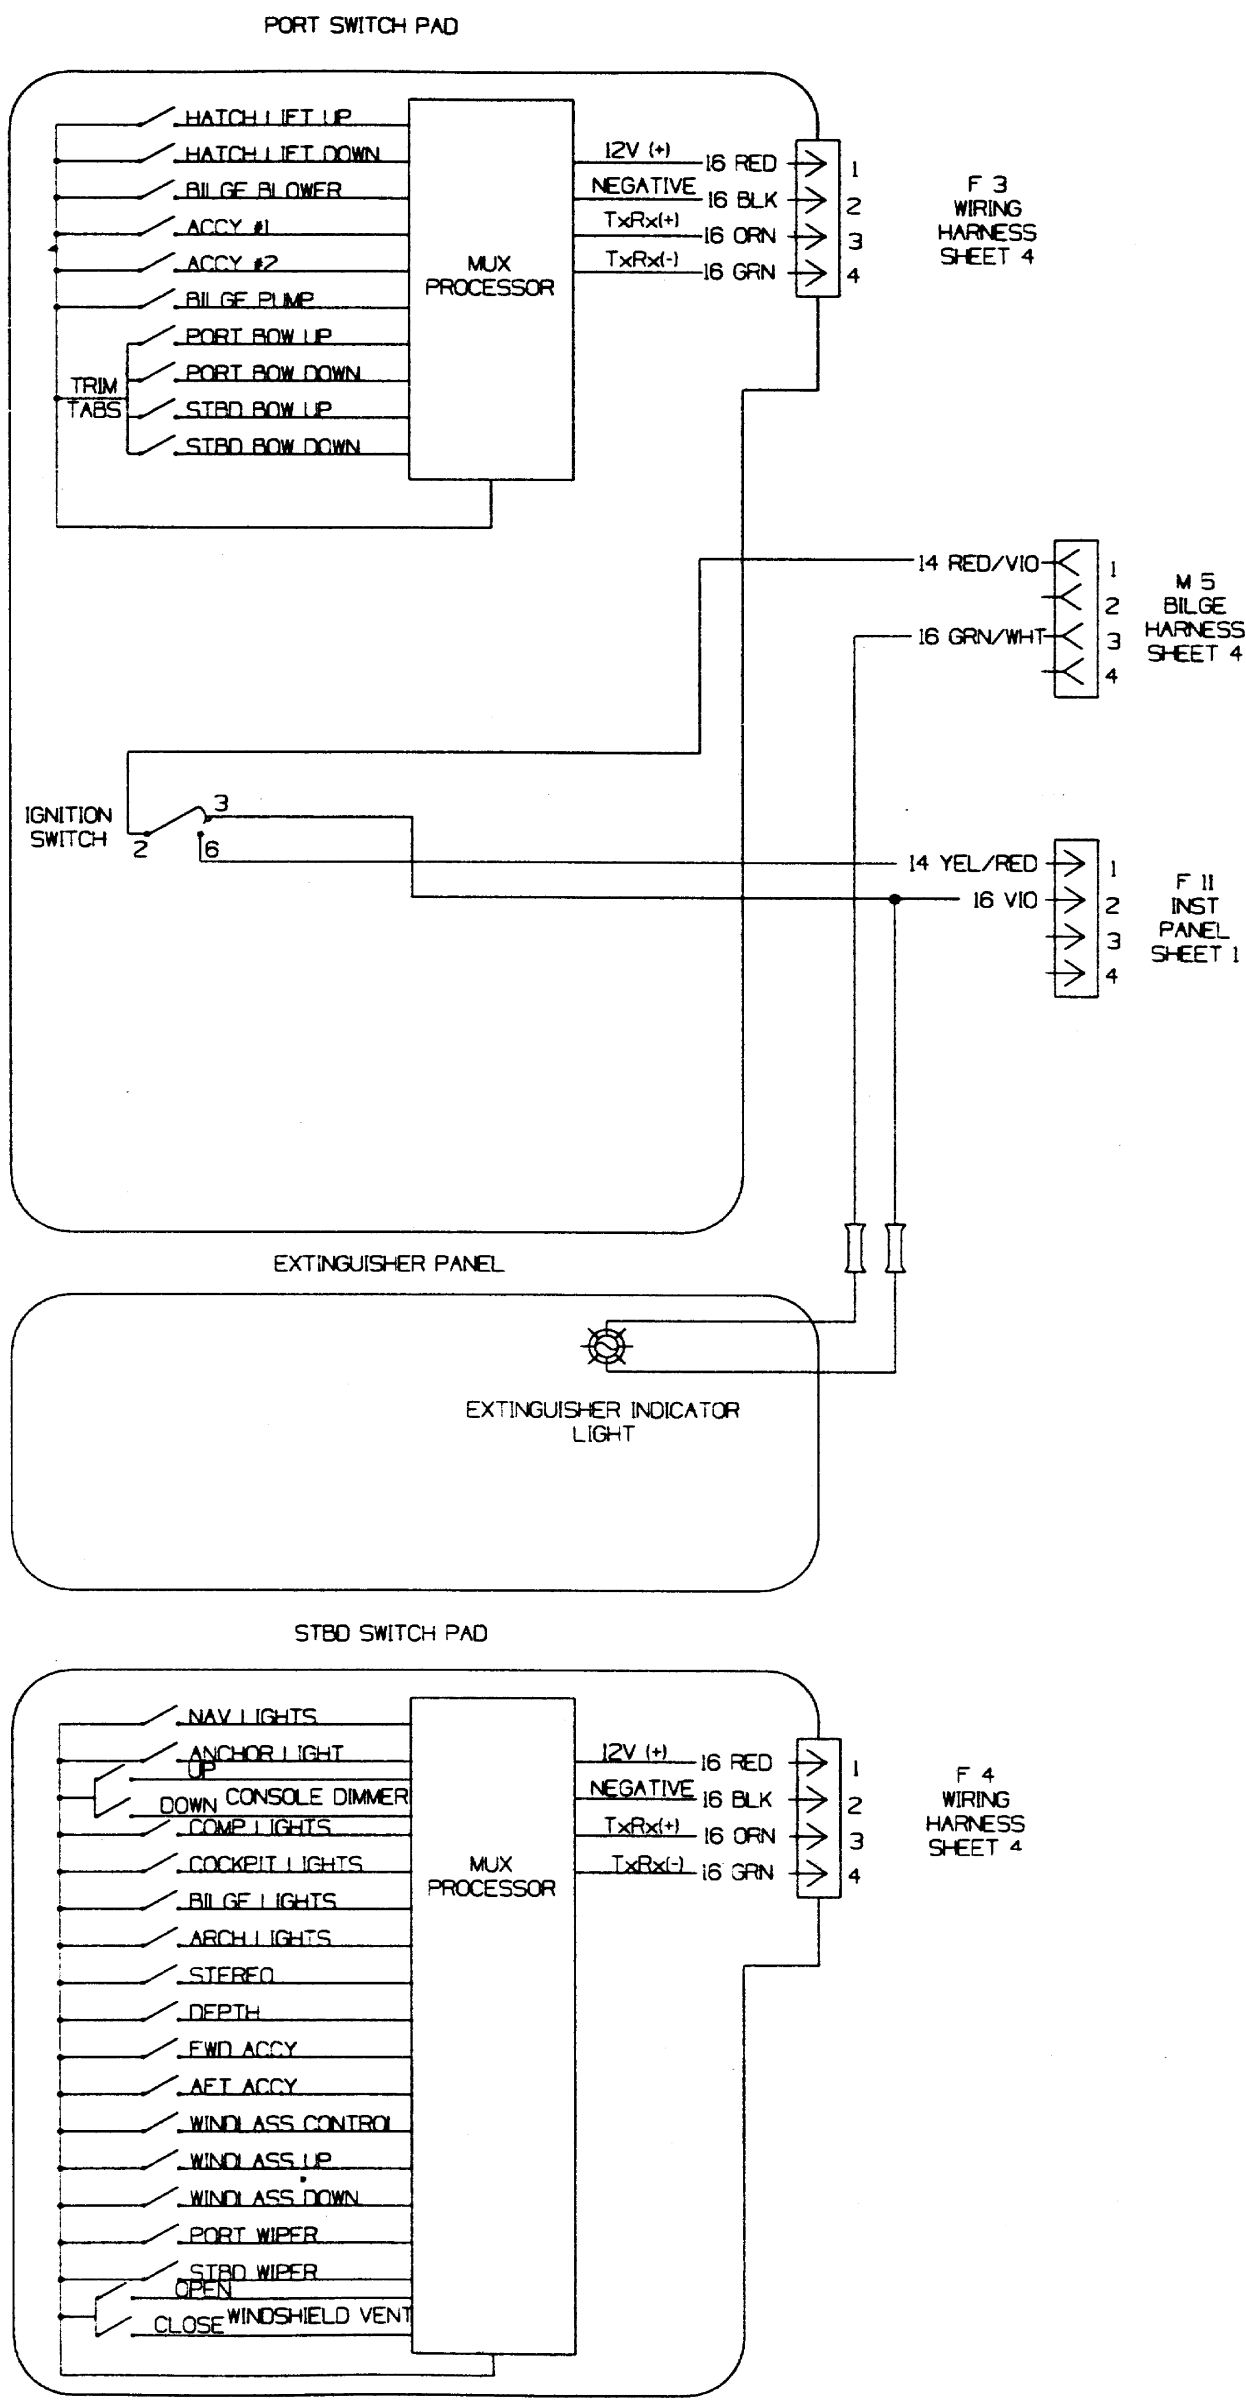 PORT SWITCH PAD
HATCH LIFT UP
HATCH LIFT DOWN
BILGE BLOWER
ACCY #1
ACCY #2
BILGE PUMP
PORT BOW UP
PORT BOW DOWN
STBD BOW UP
STBD BOW DOWN
TRIM
TABS
MUX
PROCESSOR
12V (+)
16 RED
1
NEGATIVE
16 BLK
2
TxRx(+)
16 ORN
3
TxRx(-)
16 GRN
4
F 3
WIRING
HARNESS
SHEET 4
14 RED/VIO
1
2
16 GRN/WHT
3
4
M 5
BILGE
HARNESS
SHEET 4
IGNITION
SWITCH
2
3
6
14 YEL/RED
1
16 VIO
2
3
4
F 11
INST
PANEL
SHEET 1
EXTINGUISHER PANEL
EXTINGUISHER INDICATOR
LIGHT
STBD SWITCH PAD
NAV LIGHTS
ANCHOR LIGHT
UP
DOWN
CONSOLE DIMMER
COMP LIGHTS
COCKPIT LIGHTS
BILGE LIGHTS
ARCH LIGHTS
STEREO
DEPTH
FWD ACCY
AFT ACCY
WINDLASS CONTROL
WINDLASS UP
WINDLASS DOWN
PORT WIPER
STBD WIPER
OPEN
CLOSE
WINDSHIELD VENT
MUX
PROCESSOR
12V (+)
16 RED
1
NEGATIVE
16 BLK
2
TxRx(+)
16 ORN
3
TxRx(-)
16 GRN
4
F 4
WIRING
HARNESS
SHEET 4